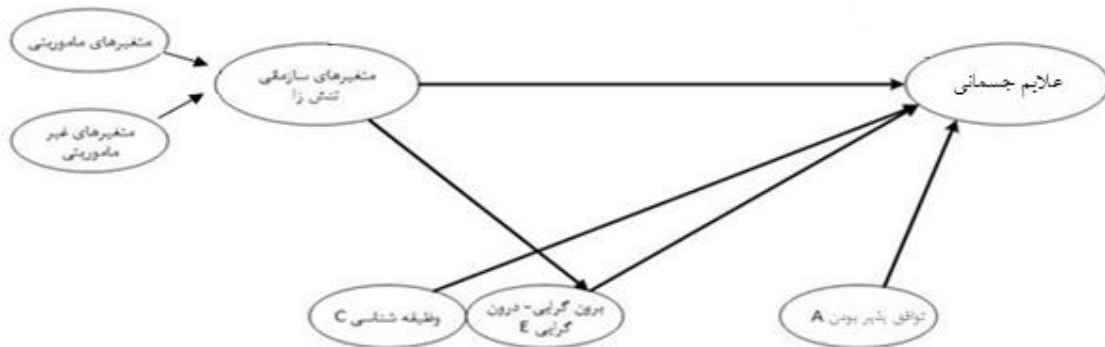 متغیرهای ماموریتی
متغیرهای سازمانی
تنش زا
علایم جسمانی
متغیرهای غیر
ماموریتی
وظیفه شناسی C
برون گرایی- درون
گرایی E
توافق پذیر بودن A